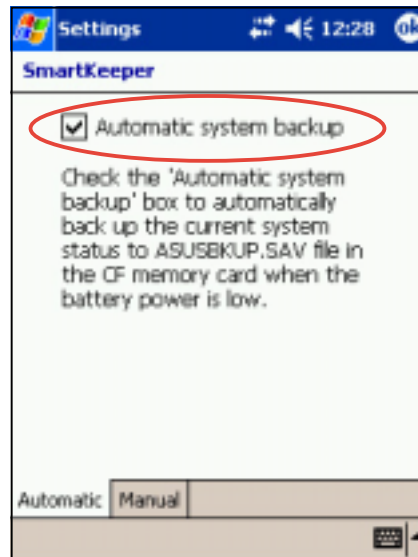 Settings 12:28 ok
SmartKeeper
Automatic system backup
Check the 'Automatic system
backup' box to automatically
back up the current system
status to ASUSBKUP.SAV file in
the CF memory card when the
battery power is low.
Automatic Manual